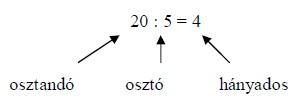 20 : 5 = 4
osztandó osztó hányados